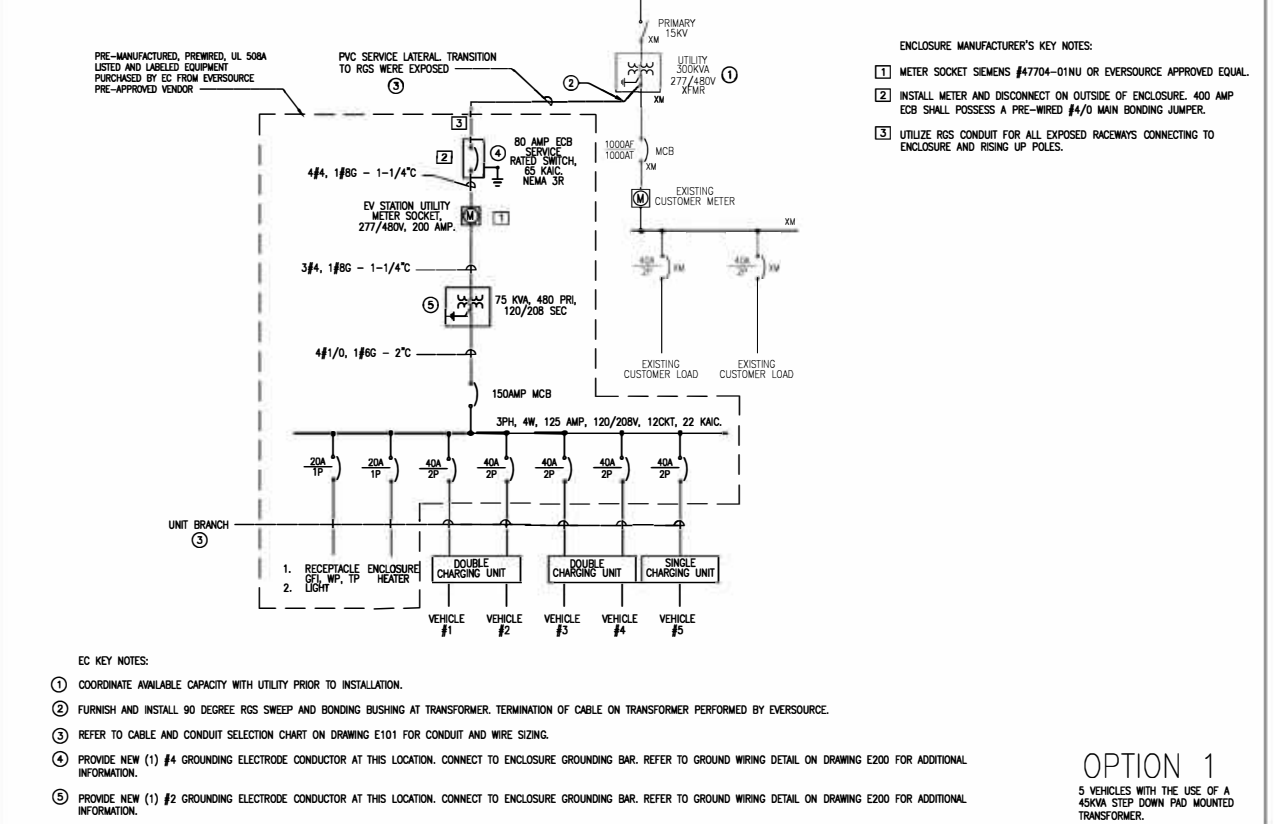 PRIMARY
15KV
XM
UTILITY
300KVA
277/480V
XFMR
1
XM
PRE-MANUFACTURED, PREWIRED, UL 508A
LISTED AND LABELED EQUIPMENT
PURCHASED BY EC FROM EVERSOURCE
PRE-APPROVED VENDOR
PVC SERVICE LATERAL. TRANSITION
TO RGS WERE EXPOSED
3
2
3
2
4
80 AMP ECB
SERVICE
RATED SWITCH,
65 KAIC.
NEMA 3R
4#4, 1#8G - 1-1/4"C
EV STATION UTILITY
METER SOCKET,
277/480V, 200 AMP.
M
1
3#4, 1#8G - 1-1/4"C
5
75 KVA, 480 PRI,
120/208 SEC
4#1/0, 1#6G - 2"C
150AMP MCB
3PH, 4W, 125 AMP, 120/208V, 12CKT, 22 KAIC.
1000AF
1000AT
MCB
XM
M
EXISTING
CUSTOMER METER
XM
40A
2P
XM
40A
2P
XM
EXISTING
CUSTOMER LOAD
EXISTING
CUSTOMER LOAD
20A
1P
20A
1P
40A
2P
40A
2P
40A
2P
40A
2P
40A
2P
UNIT BRANCH
3
1. RECEPTACLE
GFI, WP, TP
2. LIGHT
ENCLOSURE
HEATER
DOUBLE
CHARGING UNIT
DOUBLE
CHARGING UNIT
SINGLE
CHARGING UNIT
VEHICLE
#1
VEHICLE
#2
VEHICLE
#3
VEHICLE
#4
VEHICLE
#5
ENCLOSURE MANUFACTURER'S KEY NOTES:
1 METER SOCKET SIEMENS #47704-01NU OR EVERSOURCE APPROVED EQUAL.
2 INSTALL METER AND DISCONNECT ON OUTSIDE OF ENCLOSURE. 400 AMP
ECB SHALL POSSESS A PRE-WIRED #4/0 MAIN BONDING JUMPER.
3 UTILIZE RGS CONDUIT FOR ALL EXPOSED RACEWAYS CONNECTING TO
ENCLOSURE AND RISING UP POLES.
EC KEY NOTES:
1 COORDINATE AVAILABLE CAPACITY WITH UTILITY PRIOR TO INSTALLATION.
2 FURNISH AND INSTALL 90 DEGREE RGS SWEEP AND BONDING BUSHING AT TRANSFORMER. TERMINATION OF CABLE ON TRANSFORMER PERFORMED BY EVERSOURCE.
3 REFER TO CABLE AND CONDUIT SELECTION CHART ON DRAWING E101 FOR CONDUIT AND WIRE SIZING.
4 PROVIDE NEW (1) #4 GROUNDING ELECTRODE CONDUCTOR AT THIS LOCATION. CONNECT TO ENCLOSURE GROUNDING BAR. REFER TO GROUND WIRING DETAIL ON DRAWING E200 FOR ADDITIONAL
INFORMATION.
5 PROVIDE NEW (1) #2 GROUNDING ELECTRODE CONDUCTOR AT THIS LOCATION. CONNECT TO ENCLOSURE GROUNDING BAR. REFER TO GROUND WIRING DETAIL ON DRAWING E200 FOR ADDITIONAL
INFORMATION.
OPTION 1
5 VEHICLES WITH THE USE OF A
45KVA STEP DOWN PAD MOUNTED
TRANSFORMER.